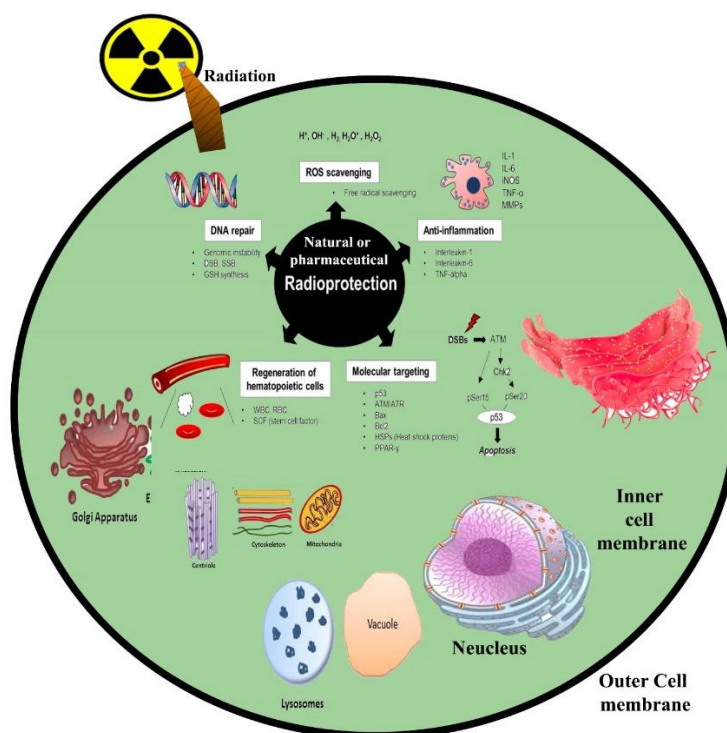 Radiation
H⁺, OH⁻, H₂, H₂O⁺, H₂O₂
ROS scavenging
• Free radical scavenging
IL-1
IL-6
iNOS
TNF-α
MMPs
DNA repair
• Genomic instability
• DSB, SSB
• GSH synthesis
Natural or
pharmaceutical
Radioprotection
Anti-inflammation
• Interleukin-1
• Interleukin-6
• TNF-alpha
DSBs
ATM
Chk2
pSer15
pSer20
p53
Apoptosis
Regeneration of
hematopoietic cells
• WBC, RBC
• SCF (stem cell factor)
Molecular targeting
• p53
• ATM/ATR
• Bax
• Bcl2
• HSPs (Heat shock proteins)
• PPAR-γ
Golgi Apparatus
E
Centriole
Cytoskeleton
Mitochondria
Inner
cell
membrane
Neucleus
Vacuole
Lysosomes
Outer Cell
membrane